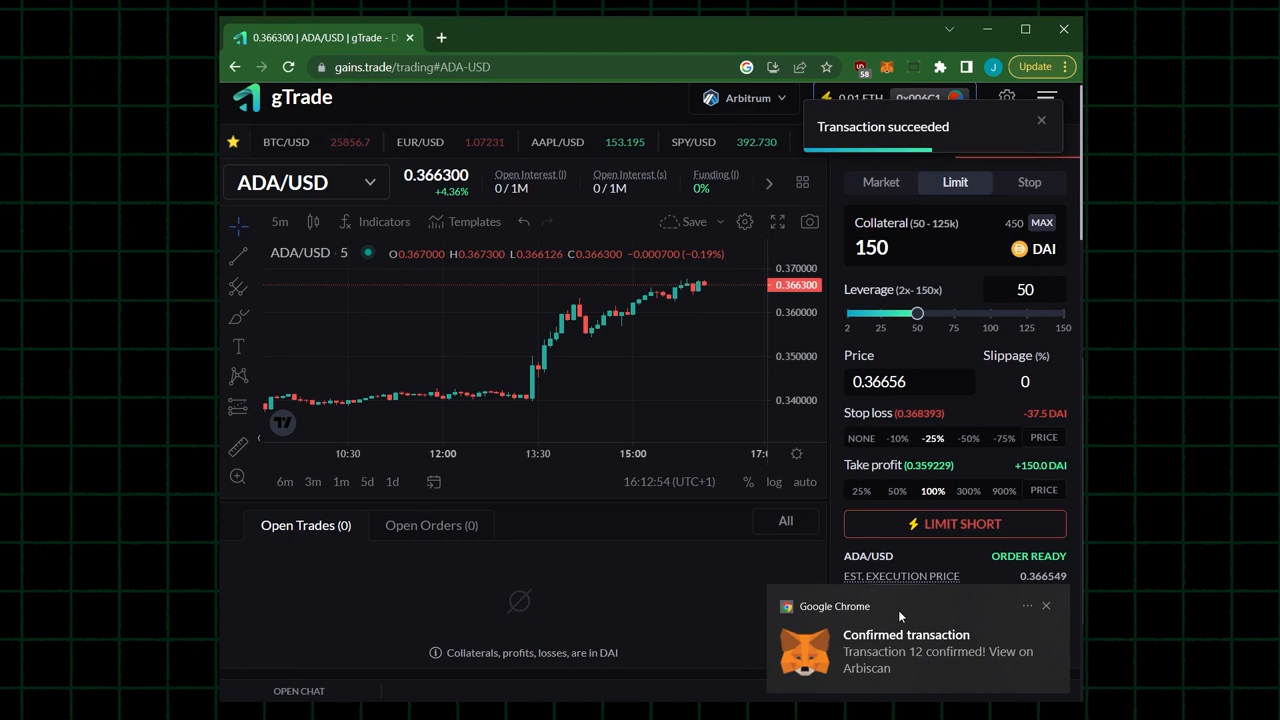 0.366300 | ADA/USD | gTrade - D
gains.trade/trading#ADA-USD
58
J
Update
gTrade
Arbitrum
0.01 ETH
0x006C1
Transaction succeeded
BTC/USD 25856.7 EUR/USD 1.07231 AAPL/USD 153.195 SPY/USD 392.730
ADA/USD
0.366300
+4.36%
Open Interest (l)
0 / 1M
Open Interest (s)
0 / 1M
Funding (l)
0%
5m
Indicators
Templates
Save
ADA/USD · 5
O0.367000 H0.367300 L0.366126 C0.366300 −0.000700 (−0.19%)
0.370000
0.366300
0.360000
0.350000
0.340000
10:30 12:00 13:30 15:00 17:0
6m 3m 1m 5d 1d
16:12:54 (UTC+1)
% log auto
Open Trades (0)
Open Orders (0)
All
Collaterals, profits, losses, are in DAI
OPEN CHAT
Market Limit Stop
Collateral (50 - 125k)
450 MAX
150
DAI
Leverage (2x- 150x)
50
2 25 50 75 100 125 150
Price
Slippage (%)
0.36656
0
Stop loss (0.368393)
-37.5 DAI
NONE -10% -25% -50% -75% PRICE
Take profit (0.359229)
+150.0 DAI
25% 50% 100% 300% 900% PRICE
LIMIT SHORT
ADA/USD
ORDER READY
EST. EXECUTION PRICE
0.366549
Google Chrome
Confirmed transaction
Transaction 12 confirmed! View on
Arbiscan